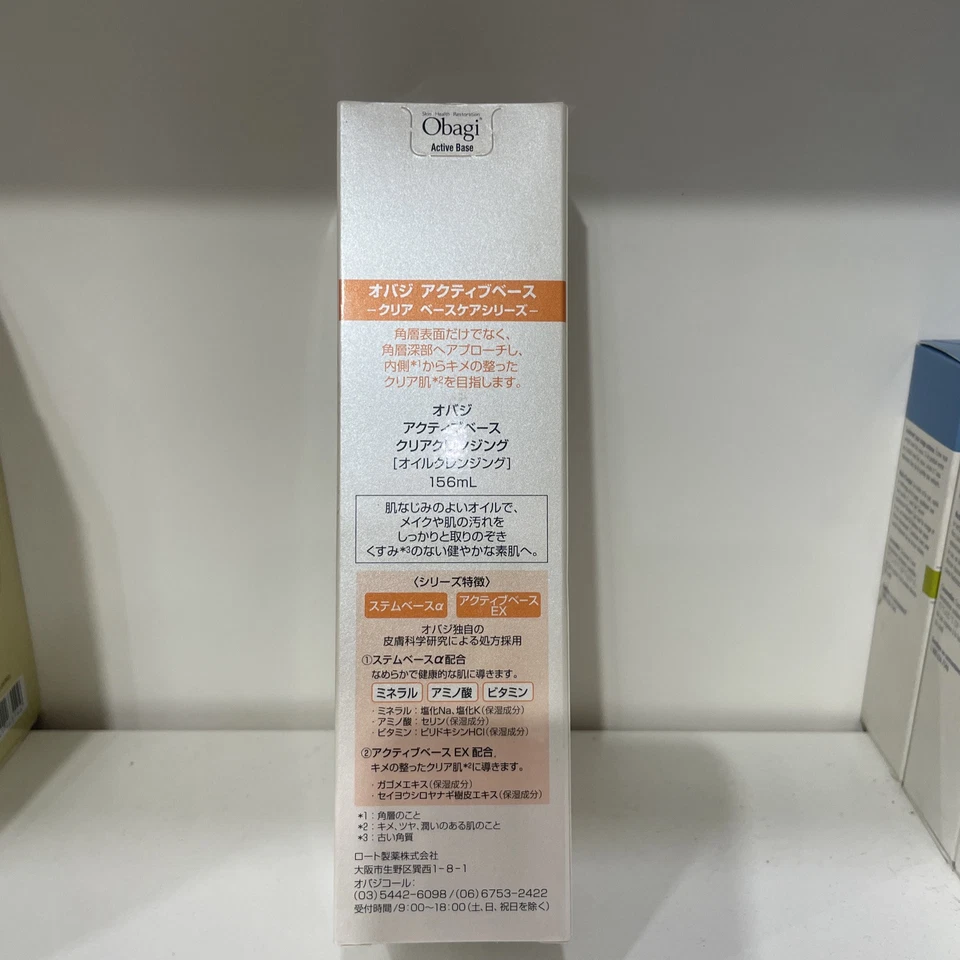 Skin Health Restoration
Obagi
Active Base
オバジ アクティブベース
−クリア ベースケアシリーズ−
角層表面だけでなく、
角層深部へアプローチし、
内側*1からキメの整った
クリア肌*2を目指します。
オバジ
アクティブベース
クリアクレンジング
[オイルクレンジング]
156mL
肌なじみのよいオイルで、
メイクや肌の汚れを
しっかりと取りのぞき
くすみ*3のない健やかな素肌へ。
〈シリーズ特徴〉
ステムベースα
アクティブベース
EX
オバジ独自の
皮膚科学研究による処方採用
①ステムベースα配合
なめらかで健康的な肌に導きます。
ミネラル アミノ酸 ビタミン
・ミネラル：塩化Na、塩化K(保湿成分)
・アミノ酸：セリン(保湿成分)
・ビタミン：ピリドキシンHCl(保湿成分)
②アクティブベース EX 配合
キメの整ったクリア肌*2に導きます。
・ガゴメエキス(保湿成分)
・セイヨウシロヤナギ樹皮エキス(保湿成分)
*1：角層のこと
*2：キメ、ツヤ、潤いのある肌のこと
*3：古い角質
ロート製薬株式会社
大阪市生野区巽西1−8−1
オバジコール：
(03)5442-6098/(06)6753-2422
受付時間/9:00〜18:00(土、日、祝日を除く)